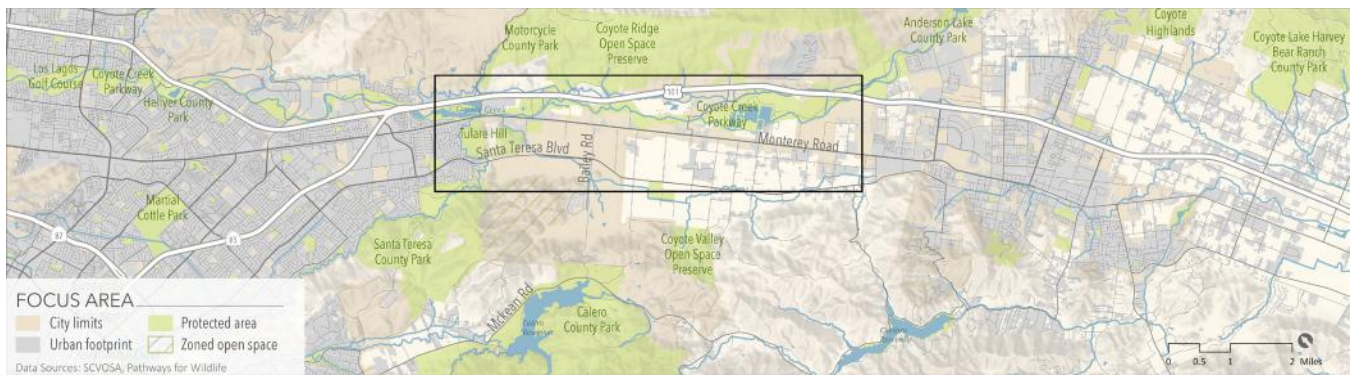 Motorcycle
County Park
Coyote Ridge
Open Space
Preserve
Anderson Lake
County Park
Coyote
Highlands
Coyote Lake Harvey
Bear Ranch
County Park
Los Lagos
Golf Course
Coyote Creek
Parkway
Hellyer County
Park
101
Coyote Creek
Parkway
Tulare Hill
Santa Teresa Blvd
Bailey Rd
Monterey Road
Martial
Cottle Park
87
85
Santa Teresa
County Park
Coyote Valley
Open Space
Preserve
McKean Rd
Calero
County Park
Calero
Reservoir
FOCUS AREA
City limits
Protected area
Urban footprint
Zoned open space
Data Sources: SCVOSA, Pathways for Wildlife
0 0.5 1 2 Miles